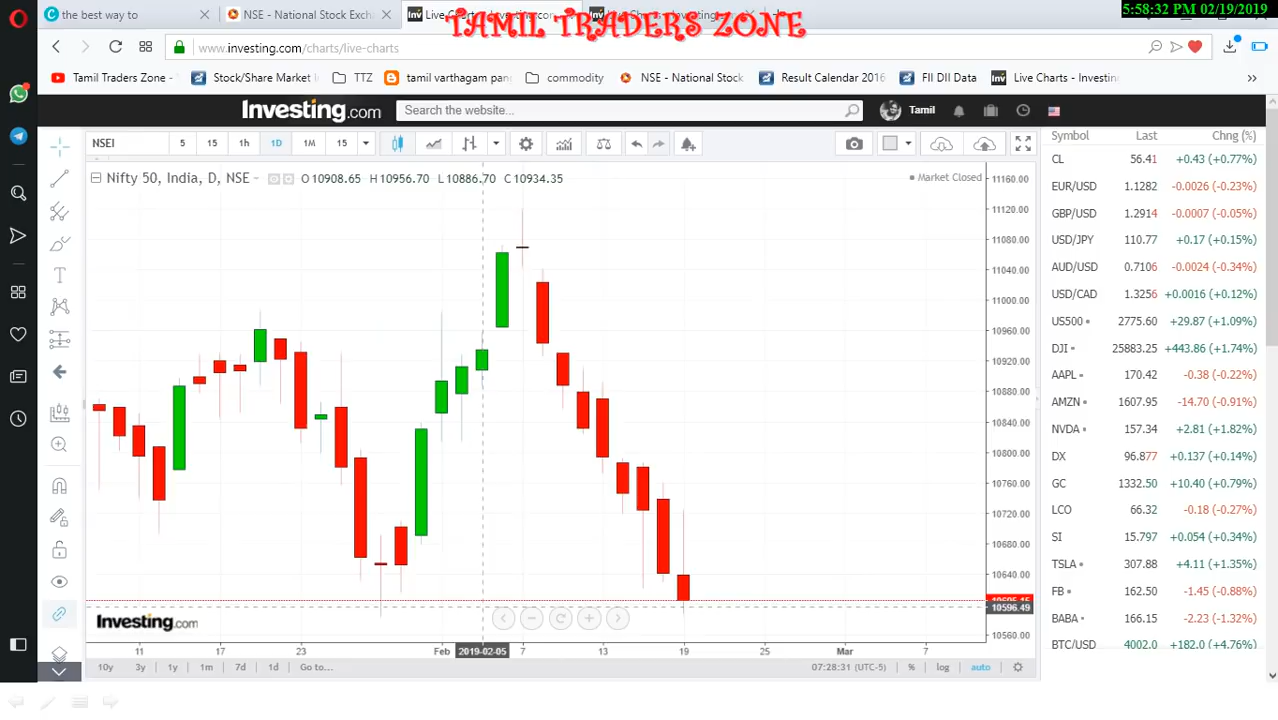 5:58:32 PM 02/19/2019
the best way to
NSE - National Stock Exch
Live C
TAMIL TRADERS ZONE
www.investing.com/charts/live-charts
Tamil Traders Zone -
Stock/Share Market
TTZ
tamil varthagam pan
commodity
NSE - National Stock
Result Calendar 2016
FII DII Data
Live Charts - Investin
Investing.com
Search the website...
Tamil
NSEI
5
15
1h
1D
1M
15
Nifty 50, India, D, NSE
O10908.65 H10956.70 L10886.70 C10934.35
Market Closed
11160.00
11120.00
11080.00
11040.00
11000.00
10960.00
10920.00
10880.00
10840.00
10800.00
10760.00
10720.00
10680.00
10640.00
10596.49
10560.00
Investing.com
11
17
23
Feb
2019-02-05
7
13
19
25
Mar
7
10y
3y
1y
1m
7d
1d
Go to...
07:28:31 (UTC-5)
%
log
auto
Symbol Last Chng (%)
CL 56.41 +0.43 (+0.77%)
EUR/USD 1.1282 -0.0026 (-0.23%)
GBP/USD 1.2914 -0.0007 (-0.05%)
USD/JPY 110.77 +0.17 (+0.15%)
AUD/USD 0.7106 -0.0024 (-0.34%)
USD/CAD 1.3256 +0.0016 (+0.12%)
US500 2775.60 +29.87 (+1.09%)
DJI 25883.25 +443.86 (+1.74%)
AAPL 170.42 -0.38 (-0.22%)
AMZN 1607.95 -14.70 (-0.91%)
NVDA 157.34 +2.81 (+1.82%)
DX 96.877 +0.137 (+0.14%)
GC 1332.50 +10.40 (+0.79%)
LCO 66.32 -0.18 (-0.27%)
SI 15.797 +0.054 (+0.34%)
TSLA 307.88 +4.11 (+1.35%)
FB 162.50 -1.45 (-0.88%)
BABA 166.15 -2.23 (-1.32%)
BTC/USD 4002.0 +182.0 (+4.76%)